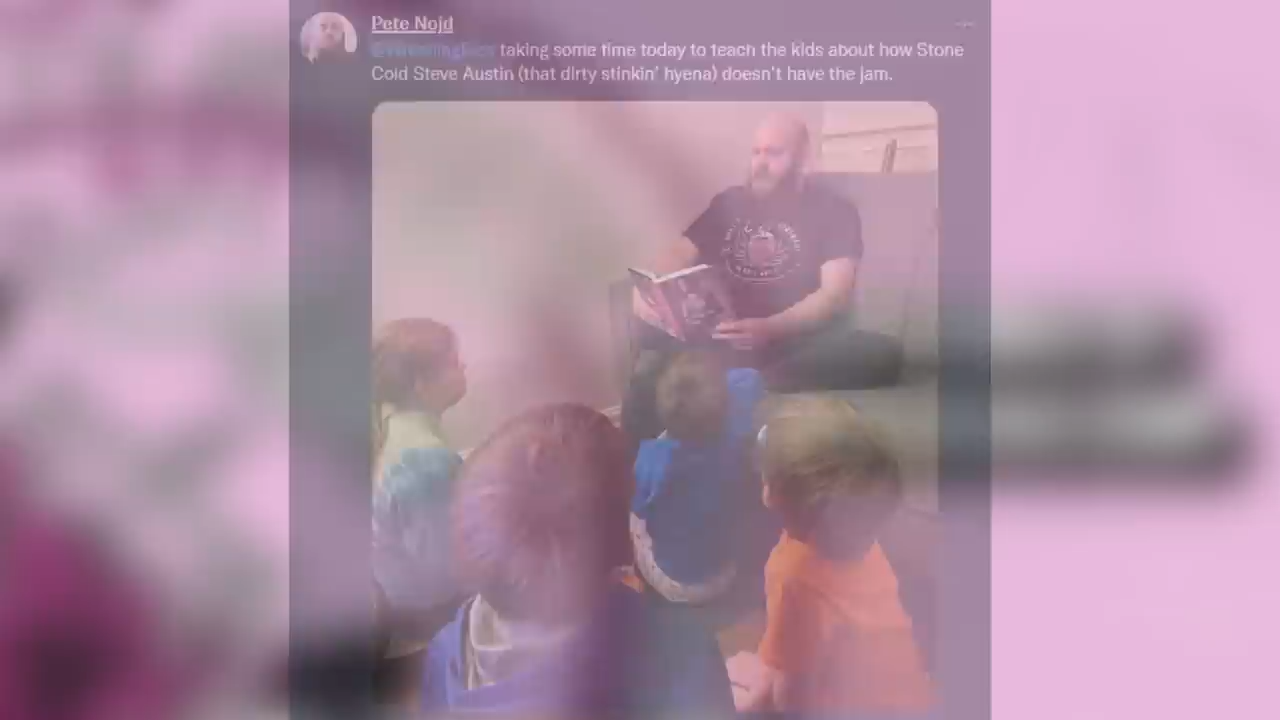 Pete Nojd
taking some time today to teach the kids about how Stone
Cold Steve Austin (that dirty stinkin' hyena) doesn't have the jam.